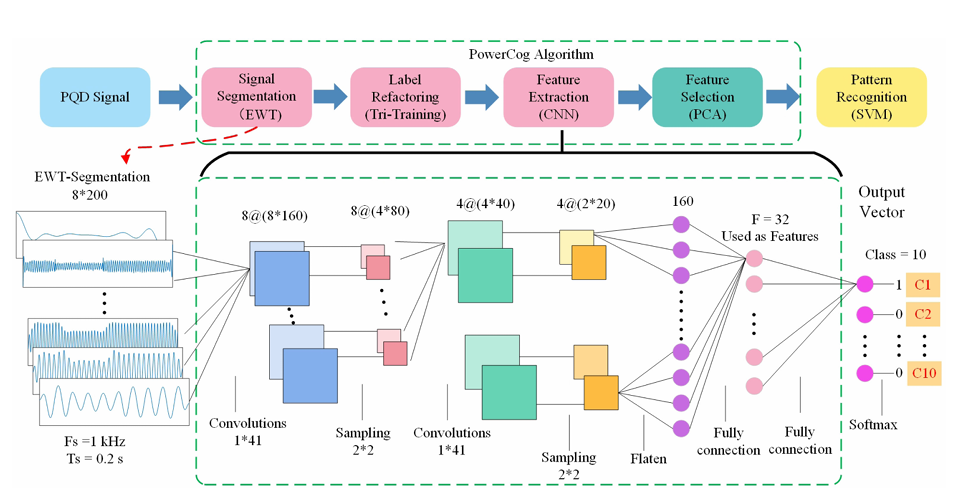 PowerCog Algorithm
PQD Signal
Signal
Segmentation
(EWT)
Label
Refactoring
(Tri-Training)
Feature
Extraction
(CNN)
Feature
Selection
(PCA)
Pattern
Recognition
(SVM)
EWT-Segmentation
8*200
8@(8*160)
8@(4*80)
4@(4*40)
4@(2*20)
160
F = 32
Used as Features
Output
Vector
Class = 10
1
C1
0
C2
0
C10
Fs =1 kHz
Ts = 0.2 s
Convolutions
1*41
Sampling
2*2
Convolutions
1*41
Sampling
2*2
Flaten
Fully
connection
Fully
connection
Softmax